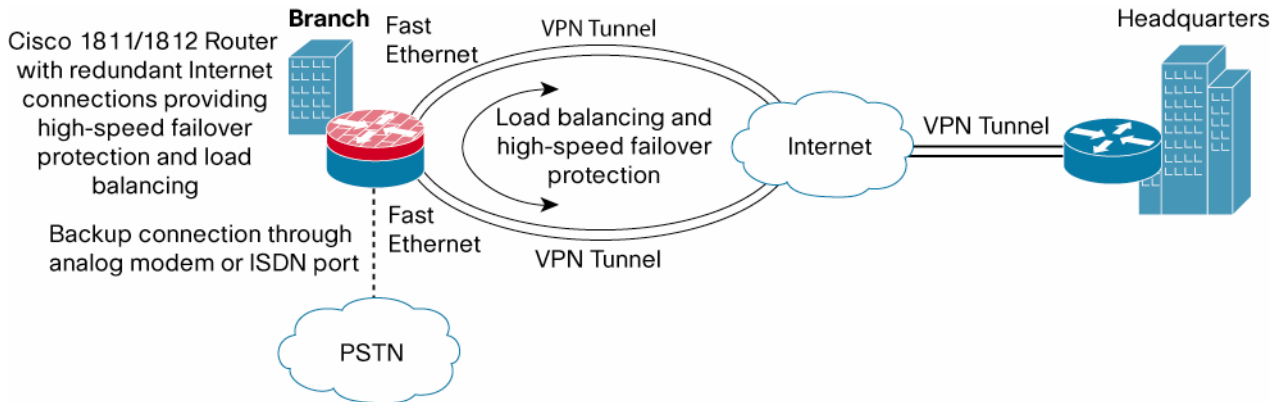 Branch
Cisco 1811/1812 Router
with redundant Internet
connections providing
high-speed failover
protection and load
balancing
Fast
Ethernet
VPN Tunnel
Load balancing and
high-speed failover
protection
Internet
VPN Tunnel
Headquarters
Fast
Ethernet
VPN Tunnel
Backup connection through
analog modem or ISDN port
PSTN